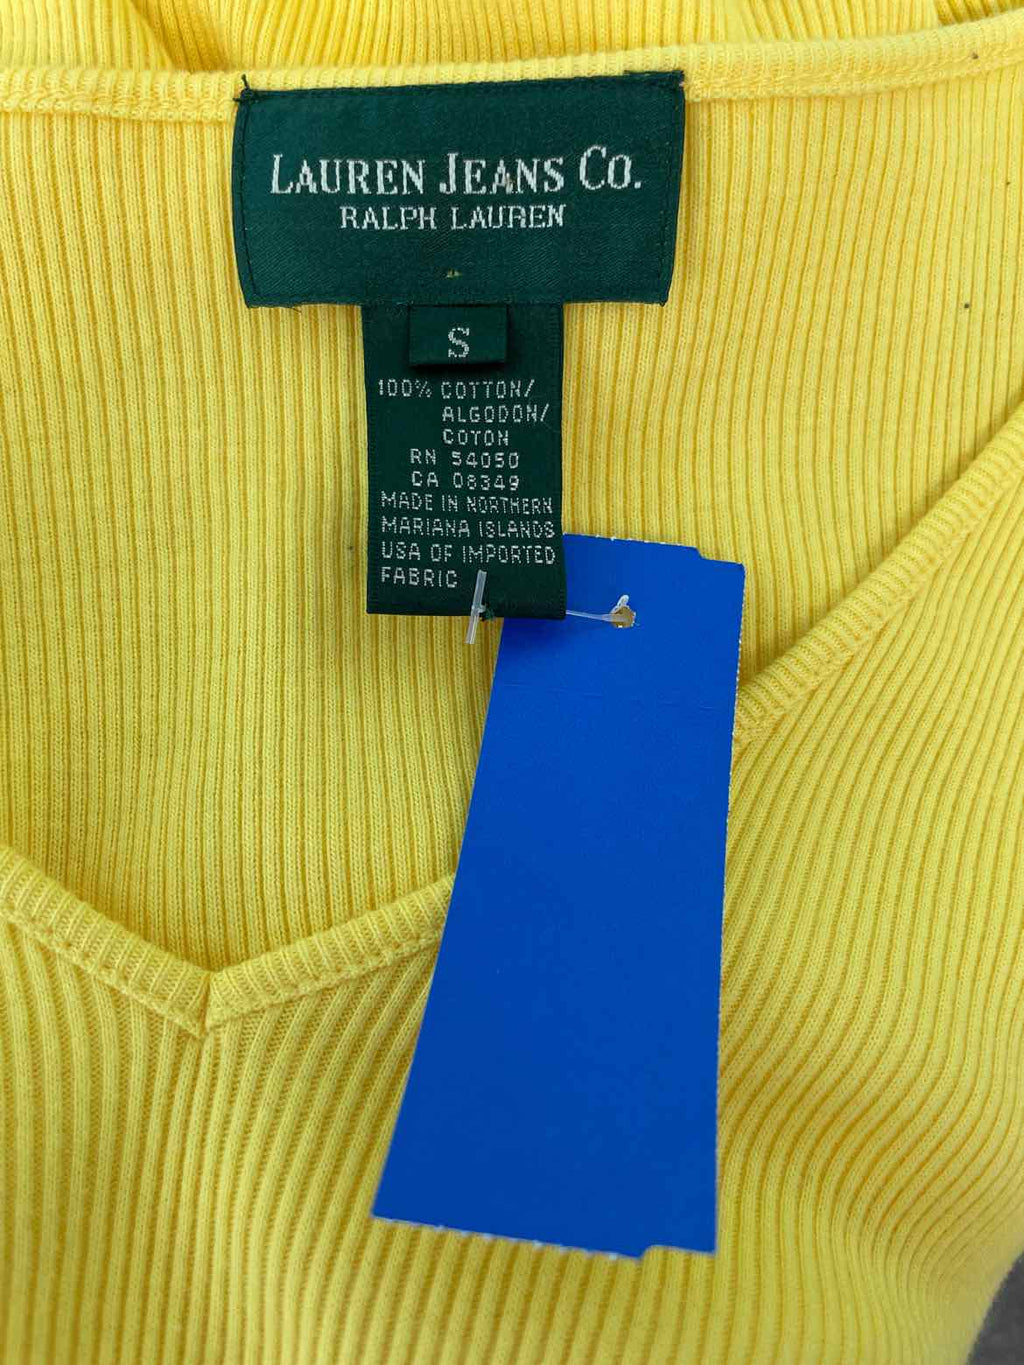 LAUREN JEANS CO.
RALPH LAUREN
S
100% COTTON/
ALGODON/
COTON
RN 54050
CA 08349
MADE IN NORTHERN
MARIANA ISLANDS
USA OF IMPORTED
FABRIC